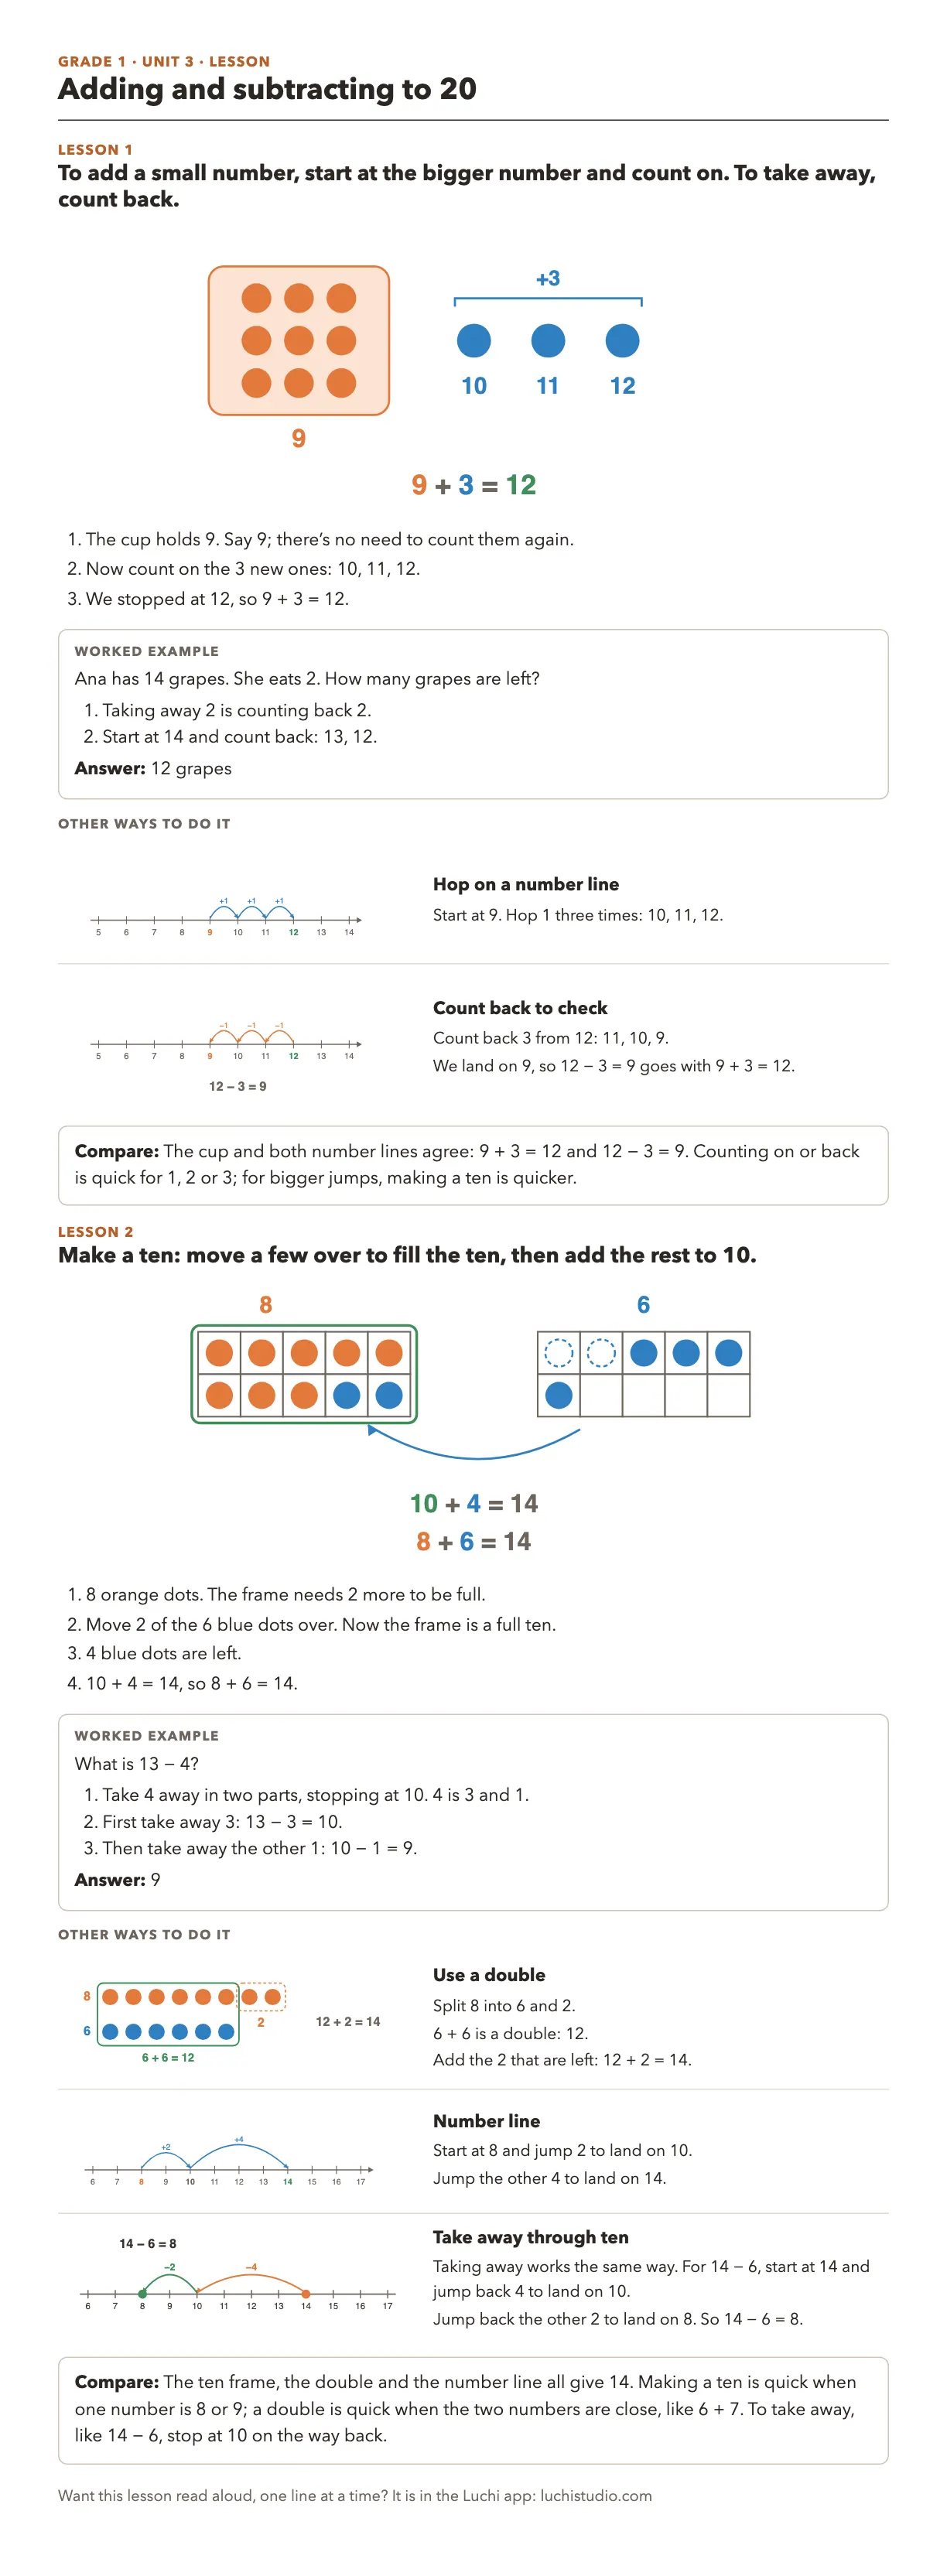 GRADE 1 · UNIT 3 · LESSON
Adding and subtracting to 20
LESSON 1
To add a small number, start at the bigger number and count on. To take away,
count back.
+3
10 11 12
9
9 + 3 = 12
1. The cup holds 9. Say 9; there’s no need to count them again.
2. Now count on the 3 new ones: 10, 11, 12.
3. We stopped at 12, so 9 + 3 = 12.
WORKED EXAMPLE
Ana has 14 grapes. She eats 2. How many grapes are left?
1. Taking away 2 is counting back 2.
2. Start at 14 and count back: 13, 12.
Answer: 12 grapes
OTHER WAYS TO DO IT
+1 +1 +1
5 6 7 8 9 10 11 12 13 14
Hop on a number line
Start at 9. Hop 1 three times: 10, 11, 12.
−1 −1 −1
5 6 7 8 9 10 11 12 13 14
12 − 3 = 9
Count back to check
Count back 3 from 12: 11, 10, 9.
We land on 9, so 12 − 3 = 9 goes with 9 + 3 = 12.
Compare: The cup and both number lines agree: 9 + 3 = 12 and 12 − 3 = 9. Counting on or back
is quick for 1, 2 or 3; for bigger jumps, making a ten is quicker.
LESSON 2
Make a ten: move a few over to fill the ten, then add the rest to 10.
8 6
10 + 4 = 14
8 + 6 = 14
1. 8 orange dots. The frame needs 2 more to be full.
2. Move 2 of the 6 blue dots over. Now the frame is a full ten.
3. 4 blue dots are left.
4. 10 + 4 = 14, so 8 + 6 = 14.
WORKED EXAMPLE
What is 13 − 4?
1. Take 4 away in two parts, stopping at 10. 4 is 3 and 1.
2. First take away 3: 13 − 3 = 10.
3. Then take away the other 1: 10 − 1 = 9.
Answer: 9
OTHER WAYS TO DO IT
8
6 2 12 + 2 = 14
6 + 6 = 12
Use a double
Split 8 into 6 and 2.
6 + 6 is a double: 12.
Add the 2 that are left: 12 + 2 = 14.
+2 +4
6 7 8 9 10 11 12 13 14 15 16 17
Number line
Start at 8 and jump 2 to land on 10.
Jump the other 4 to land on 14.
14 − 6 = 8
−2 −4
6 7 8 9 10 11 12 13 14 15 16 17
Take away through ten
Taking away works the same way. For 14 − 6, start at 14 and
jump back 4 to land on 10.
Jump back the other 2 to land on 8. So 14 − 6 = 8.
Compare: The ten frame, the double and the number line all give 14. Making a ten is quick when
one number is 8 or 9; a double is quick when the two numbers are close, like 6 + 7. To take away,
like 14 − 6, stop at 10 on the way back.
Want this lesson read aloud, one line at a time? It is in the Luchi app: luchistudio.com